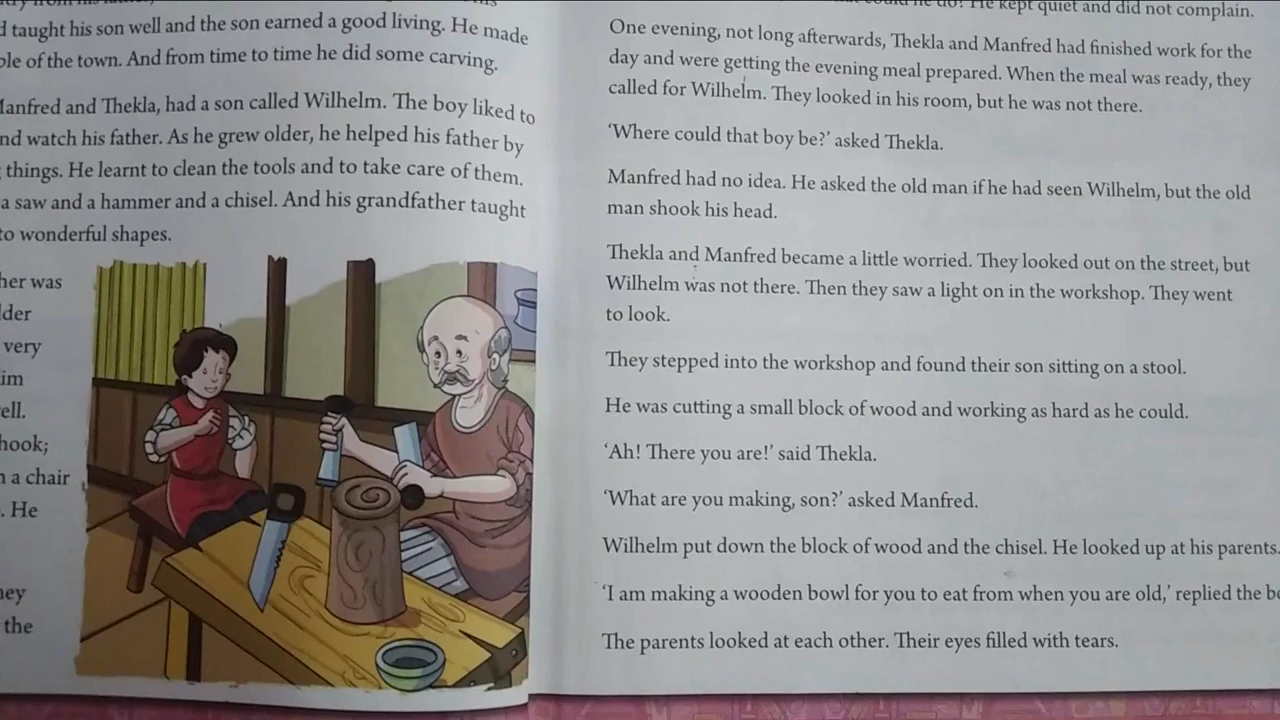 taught his son well and the son earned a good living. He made
ple of the town. And from time to time he did some carving.
Manfred and Thekla, had a son called Wilhelm. The boy liked to
nd watch his father. As he grew older, he helped his father by
things. He learnt to clean the tools and to take care of them.
a saw and a hammer and a chisel. And his grandfather taught
to wonderful shapes.
her was
lder
very
im
ell.
hook;
n a chair
. He
hey
the
he do? He kept quiet and did not complain.
One evening, not long afterwards, Thekla and Manfred had finished work for the
day and were getting the evening meal prepared. When the meal was ready, they
called for Wilhelm. They looked in his room, but he was not there.
‘Where could that boy be?’ asked Thekla.
Manfred had no idea. He asked the old man if he had seen Wilhelm, but the old
man shook his head.
Thekla and Manfred became a little worried. They looked out on the street, but
Wilhelm was not there. Then they saw a light on in the workshop. They went
to look.
They stepped into the workshop and found their son sitting on a stool.
He was cutting a small block of wood and working as hard as he could.
‘Ah! There you are!’ said Thekla.
‘What are you making, son?’ asked Manfred.
Wilhelm put down the block of wood and the chisel. He looked up at his parents.
‘I am making a wooden bowl for you to eat from when you are old,’ replied the bo
The parents looked at each other. Their eyes filled with tears.